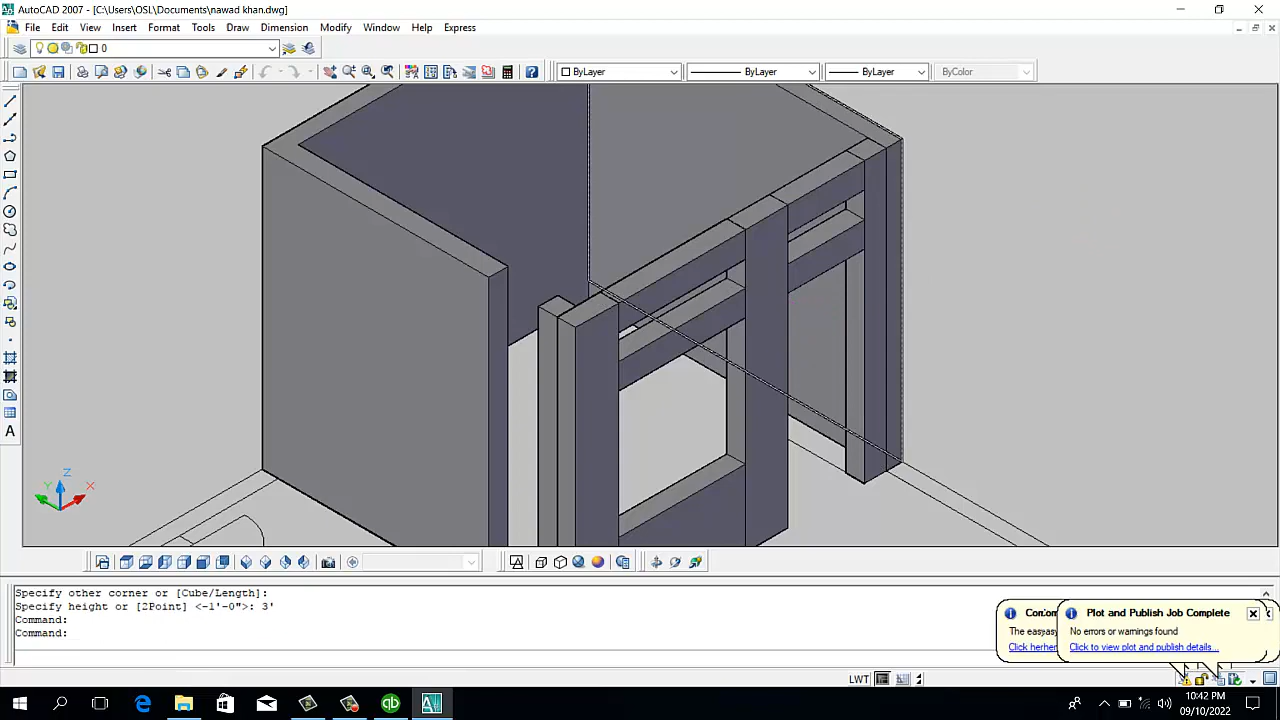 AutoCAD 2007 - [C:\Users\OSL\Documents\nawad khan.dwg]
File Edit View Insert Format Tools Draw Dimension Modify Window Help Express
0
ByLayer ByLayer ByLayer ByColor
A
Z
Y X
Specify other corner or [Cube/Length]:
Specify height or [2Point] <-1'-0">: 3'
Command:
Command:
Plot and Publish Job Complete
No errors or warnings found
Click to view plot and publish details...
LWT
10:42 PM
09/10/2022